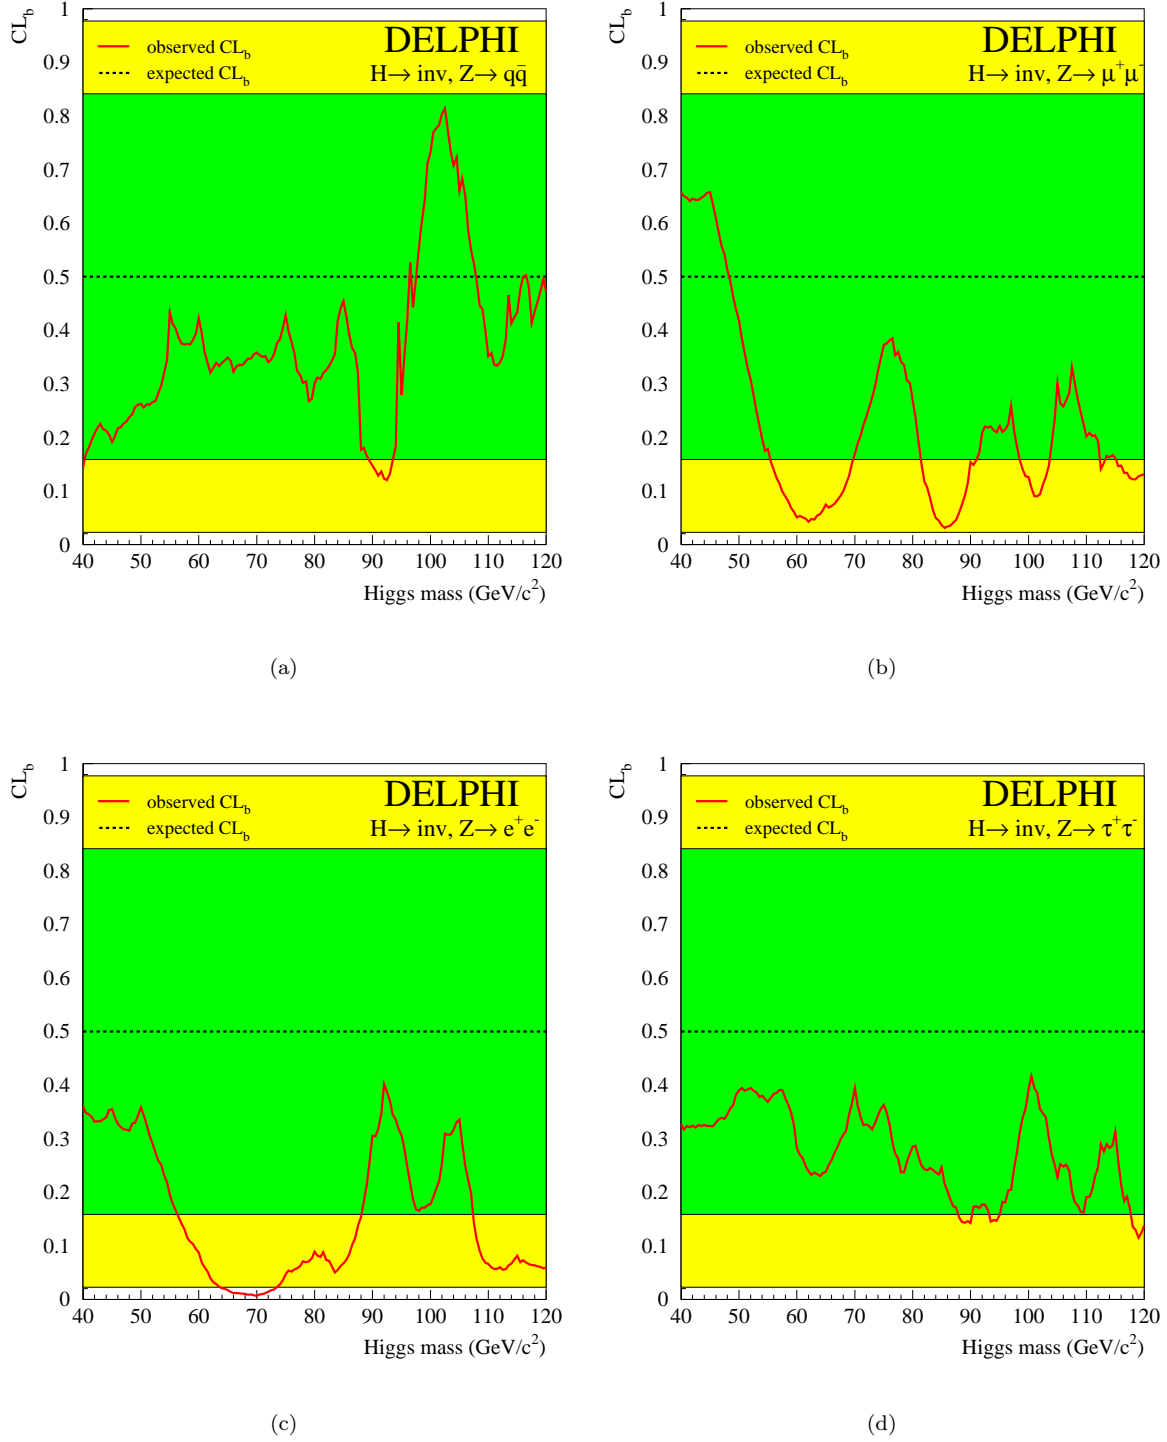 CL_b
1
0.9
0.8
0.7
0.6
0.5
0.4
0.3
0.2
0.1
0
40 50 60 70 80 90 100 110 120
Higgs mass (GeV/c²)
observed CL_b
expected CL_b
DELPHI
H→ inv, Z→ qq̄
(a)
CL_b
1
0.9
0.8
0.7
0.6
0.5
0.4
0.3
0.2
0.1
0
40 50 60 70 80 90 100 110 120
Higgs mass (GeV/c²)
observed CL_b
expected CL_b
DELPHI
H→ inv, Z→ μ⁺μ⁻
(b)
CL_b
1
0.9
0.8
0.7
0.6
0.5
0.4
0.3
0.2
0.1
0
40 50 60 70 80 90 100 110 120
Higgs mass (GeV/c²)
observed CL_b
expected CL_b
DELPHI
H→ inv, Z→ e⁺e⁻
(c)
CL_b
1
0.9
0.8
0.7
0.6
0.5
0.4
0.3
0.2
0.1
0
40 50 60 70 80 90 100 110 120
Higgs mass (GeV/c²)
observed CL_b
expected CL_b
DELPHI
H→ inv, Z→ τ⁺τ⁻
(d)